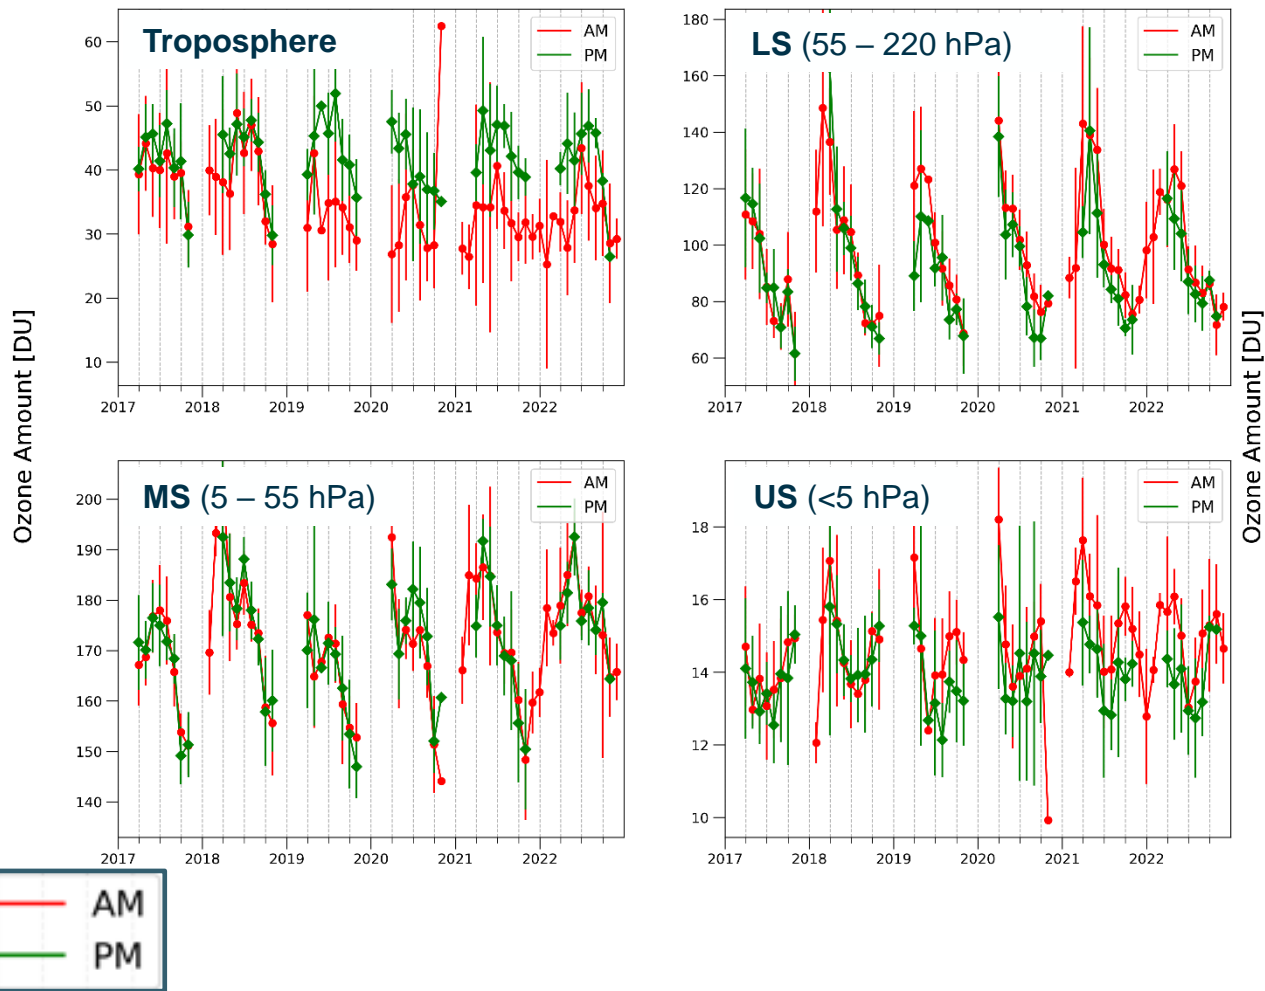 Troposphere
AM
PM
60
50
40
30
20
10
2017 2018 2019 2020 2021 2022
LS (55 – 220 hPa)
AM
PM
180
160
140
120
100
80
60
2017 2018 2019 2020 2021 2022
Ozone Amount [DU]
Ozone Amount [DU]
MS (5 – 55 hPa)
AM
PM
200
190
180
170
160
150
140
2017 2018 2019 2020 2021 2022
US (<5 hPa)
AM
PM
18
16
14
12
10
2017 2018 2019 2020 2021 2022
AM
PM